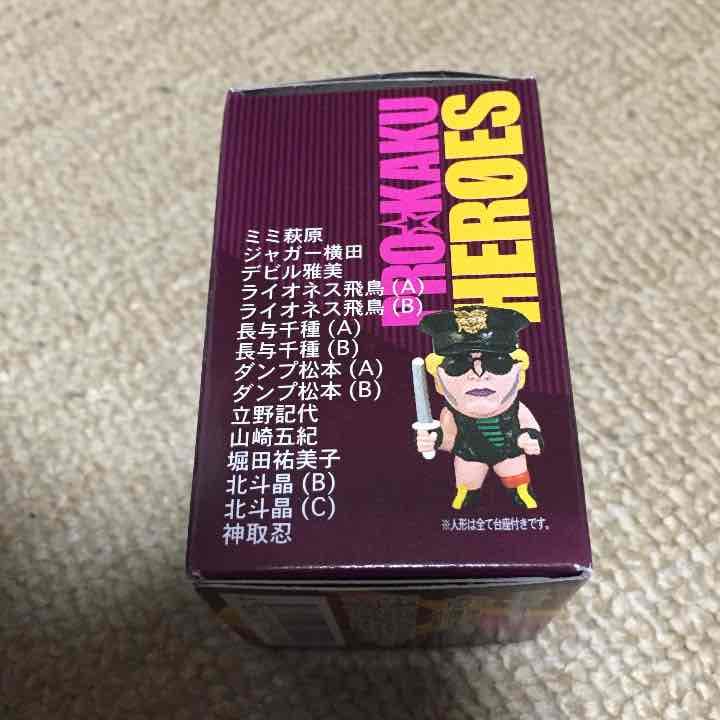 PRO☆KAKU
HEROES
ミミ萩原
ジャガー横田
デビル雅美
ライオネス飛鳥 (A)
ライオネス飛鳥 (B)
長与千種 (A)
長与千種 (B)
ダンプ松本 (A)
ダンプ松本 (B)
立野記代
山崎五紀
堀田祐美子
北斗晶 (B)
北斗晶 (C)
神取忍
※人形は全て台座付きです。